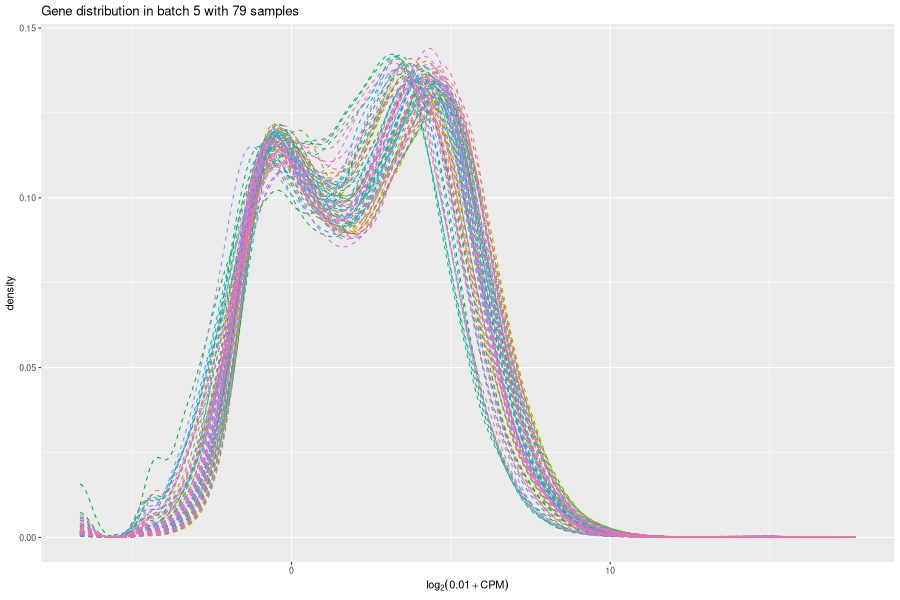 Gene distribution in batch 5 with 79 samples
0.15
0.10
0.05
0.00
density
0 10
log₂(0.01 + CPM)